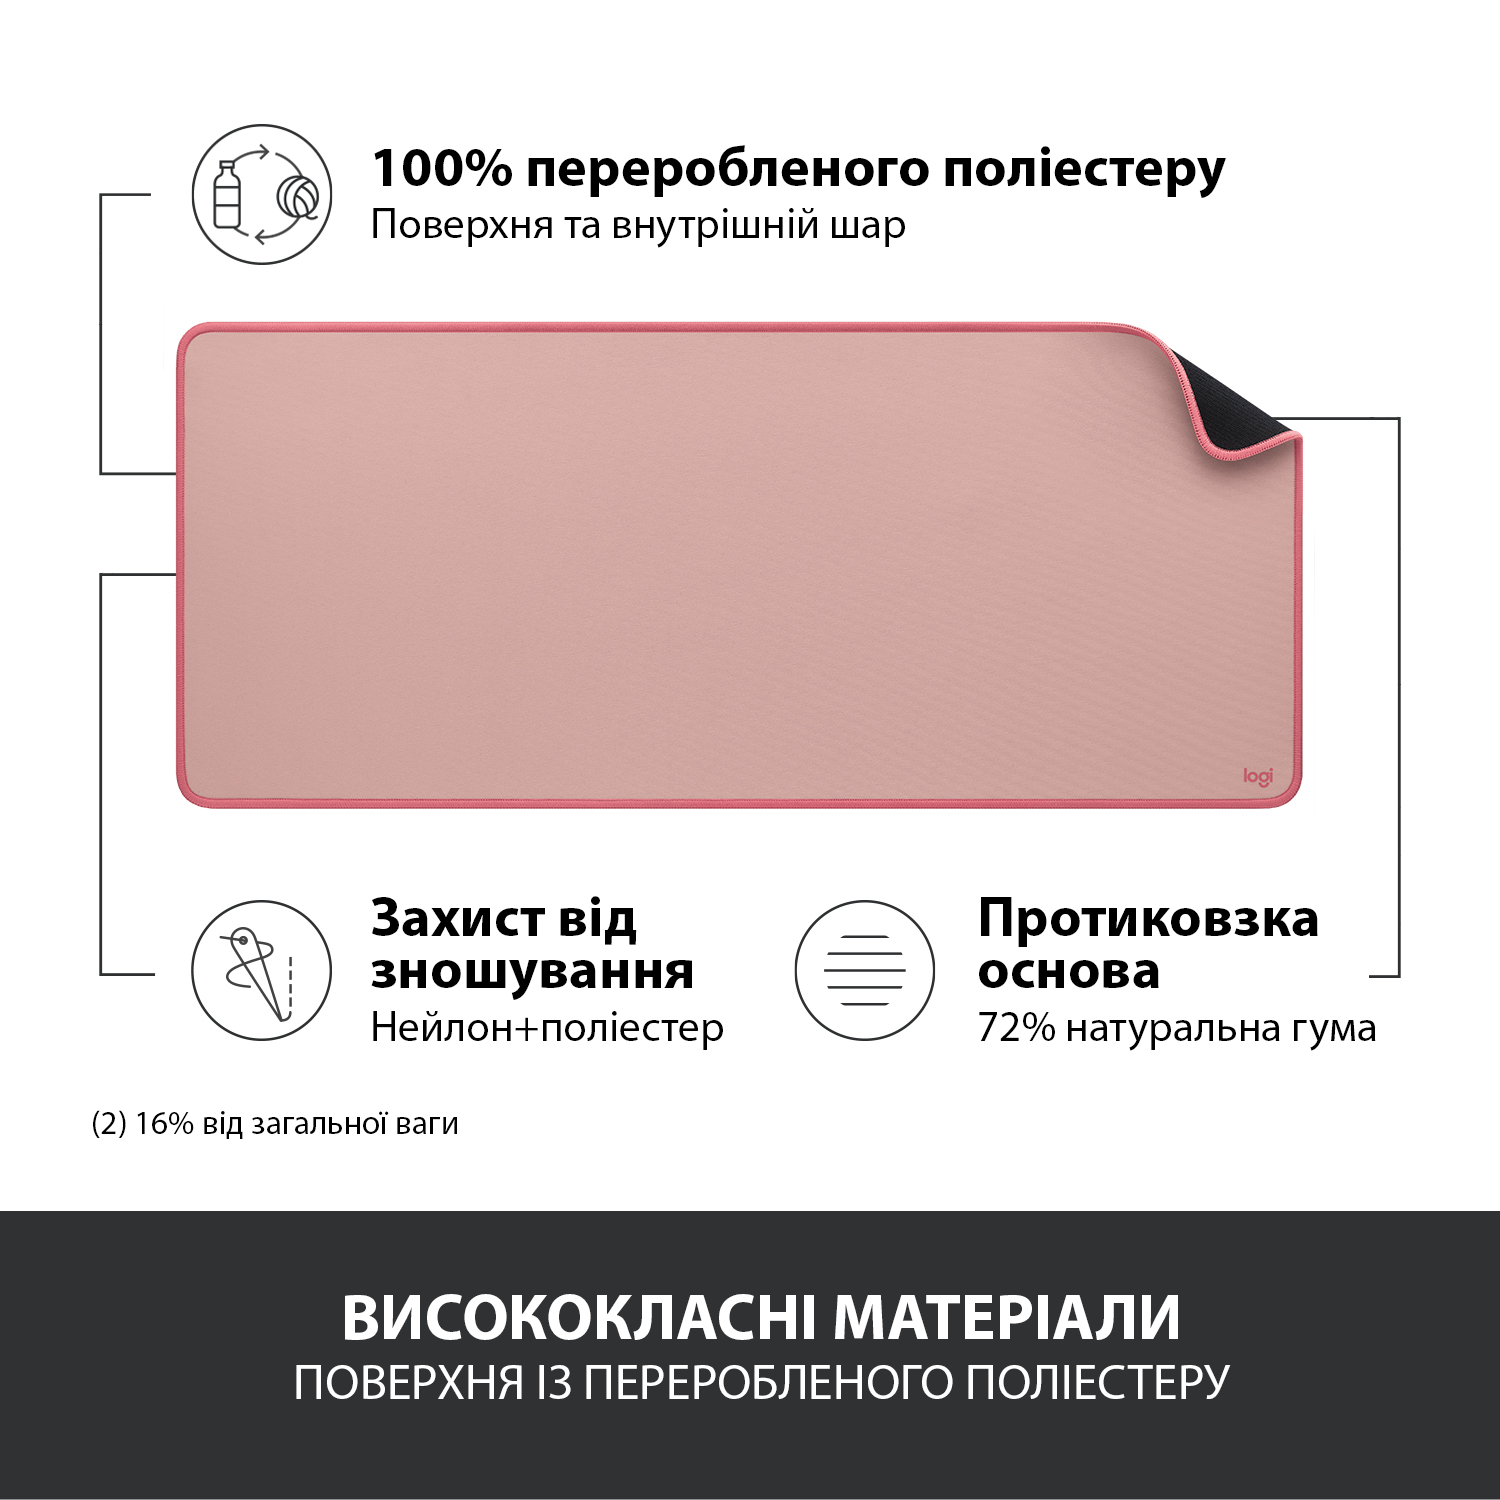 100% переробленого поліестеру
Поверхня та внутрішній шар
logi
Захист від
зношування
Нейлон+поліестер
Протиковзка
основа
72% натуральна гума
(2) 16% від загальної ваги
ВИСОКОКЛАСНІ МАТЕРІАЛИ
ПОВЕРХНЯ ІЗ ПЕРЕРОБЛЕНОГО ПОЛІЕСТЕРУ